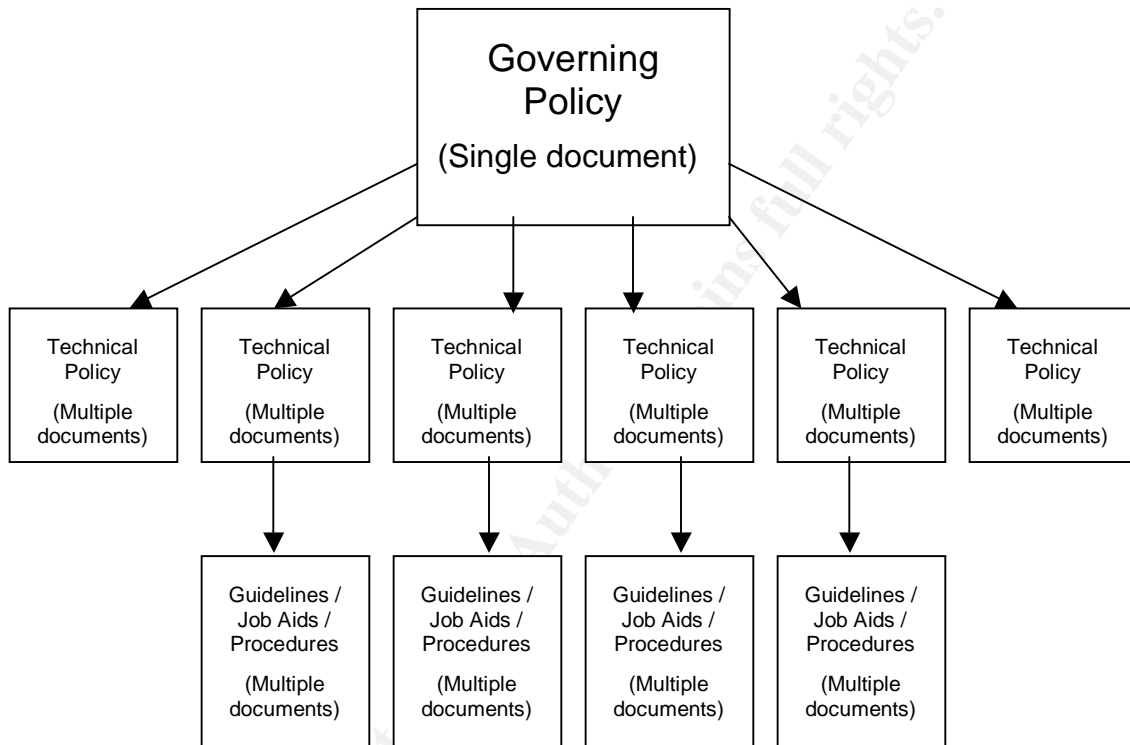 Governing
Policy
(Single document)
Technical
Policy
(Multiple
documents)
Technical
Policy
(Multiple
documents)
Technical
Policy
(Multiple
documents)
Technical
Policy
(Multiple
documents)
Technical
Policy
(Multiple
documents)
Technical
Policy
(Multiple
documents)
Guidelines /
Job Aids /
Procedures
(Multiple
documents)
Guidelines /
Job Aids /
Procedures
(Multiple
documents)
Guidelines /
Job Aids /
Procedures
(Multiple
documents)
Guidelines /
Job Aids /
Procedures
(Multiple
documents)
full rights.